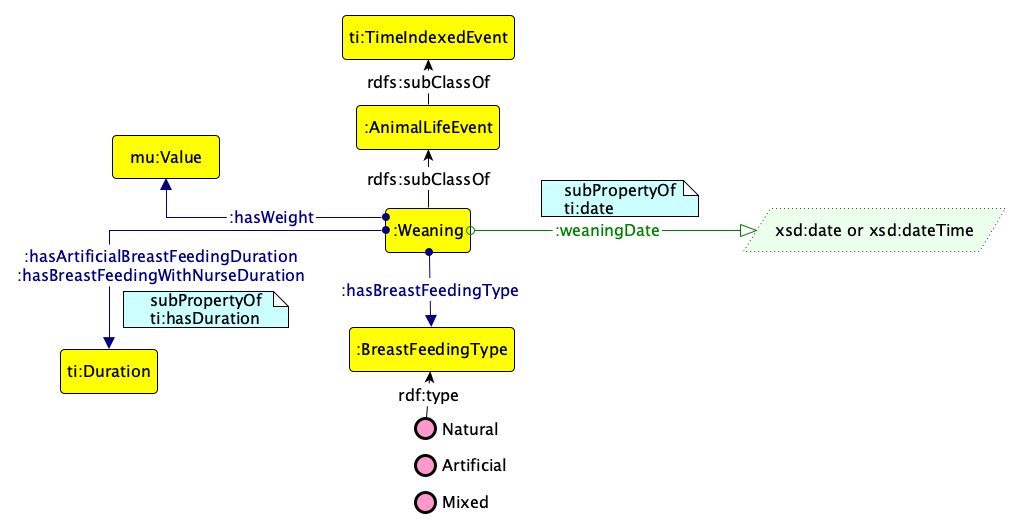 ti:TimeIndexedEvent
rdfs:subClassOf
:AnimalLifeEvent
mu:Value
rdfs:subClassOf
subPropertyOf
ti:date
:hasWeight
:Weaning
:weaningDate
xsd:date or xsd:dateTime
:hasArtificialBreastFeedingDuration
:hasBreastFeedingWithNurseDuration
:hasBreastFeedingType
subPropertyOf
ti:hasDuration
:BreastFeedingType
ti:Duration
rdf:type
Natural
Artificial
Mixed